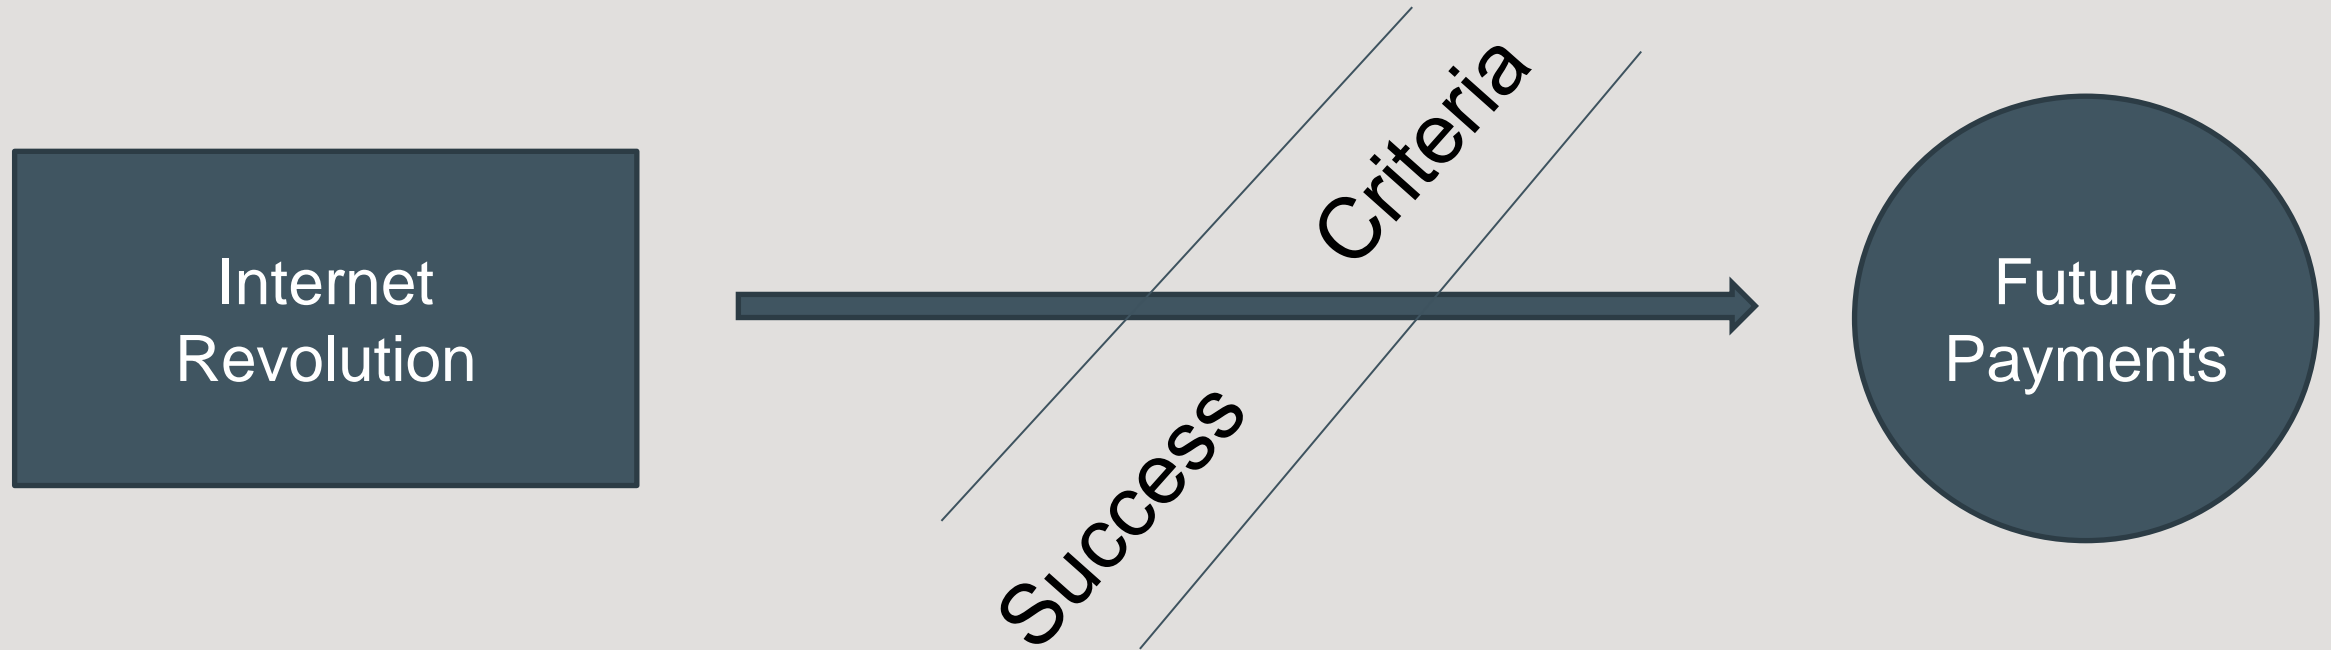 Internet
Revolution
Success Criteria
Future
Payments